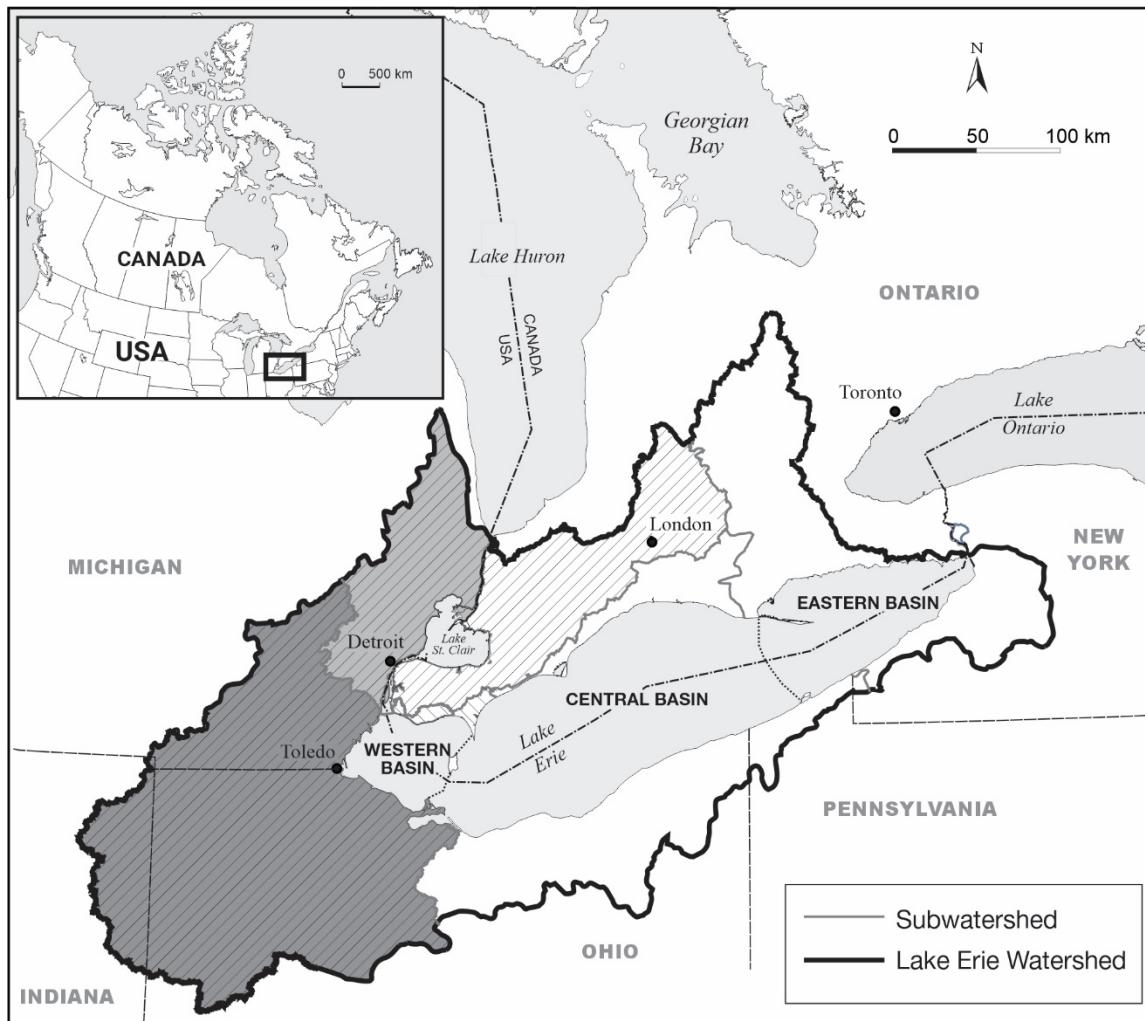 0 500 km
CANADA
USA
N
0 50 100 km
Georgian
Bay
Lake Huron
CANADA
USA
ONTARIO
Toronto
Lake
Ontario
London
NEW
YORK
MICHIGAN
EASTERN BASIN
Detroit
Lake
St. Clair
CENTRAL BASIN
Lake
Erie
Toledo
WESTERN
BASIN
PENNSYLVANIA
OHIO
INDIANA
Subwatershed
Lake Erie Watershed